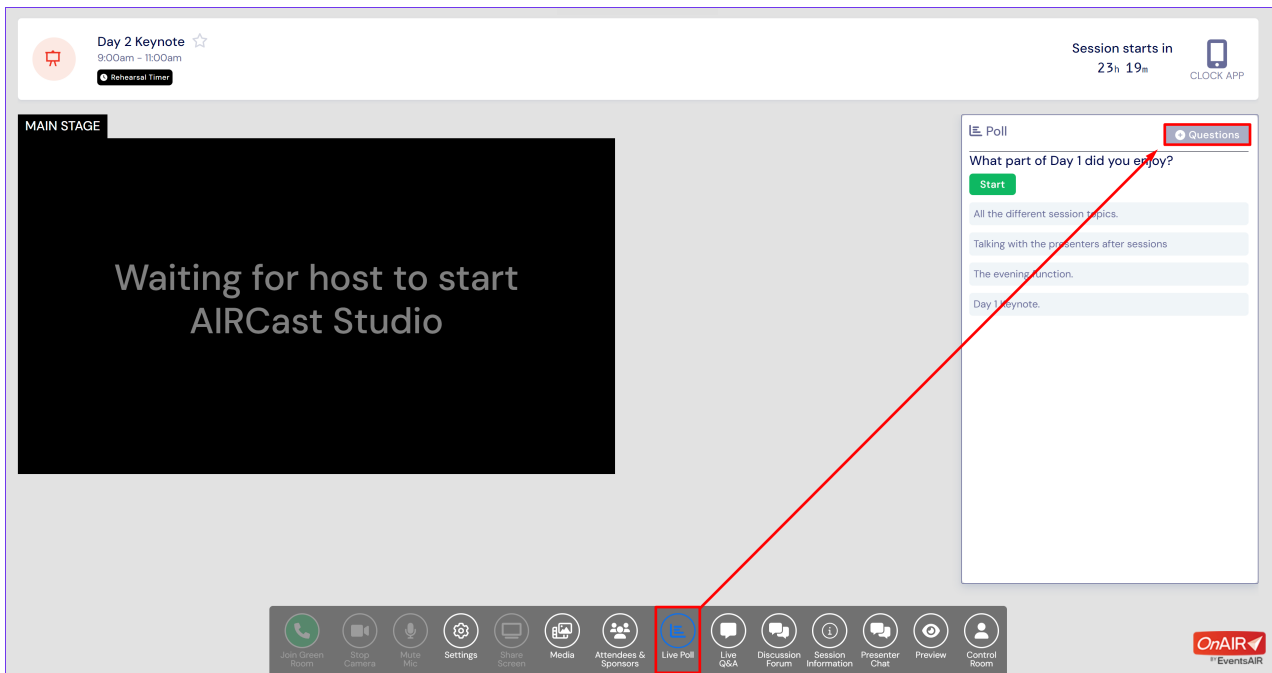 Day 2 Keynote
9:00am - 11:00am
Rehearsal Timer
Session starts in
23h 19m
CLOCK APP
MAIN STAGE
Waiting for host to start
AIRCast Studio
Poll
Questions
What part of Day 1 did you enjoy?
Start
All the different session topics.
Talking with the presenters after sessions
The evening function.
Day 1 Keynote.
Join Green
Room
Stop
Camera
Mute
Mic
Settings
Share
Screen
Media
Attendees &
Sponsors
Live Poll
Live
Q&A
Discussion
Forum
Session
Information
Presenter
Chat
Preview
Control
Room
OnAIR
BY EventsAIR